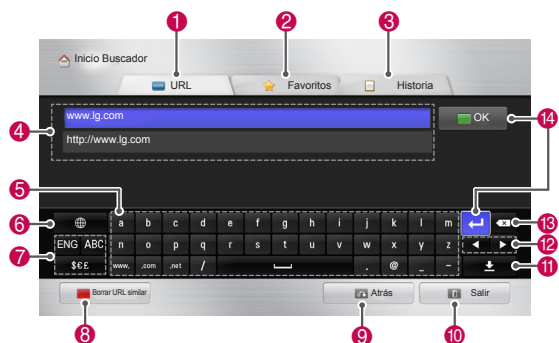 1 2 3
Inicio Buscador
URL Favoritos Historia
4 www.lg.com OK 14
http://www.lg.com
5
6 a b c d e f g h i j k l m 13
7 ENG ABC n o p q r s t u v w x y z 12
$€£ www. .com .net / . @ _ - 11
Borrar URL similar Atrás Salir
8 9 10